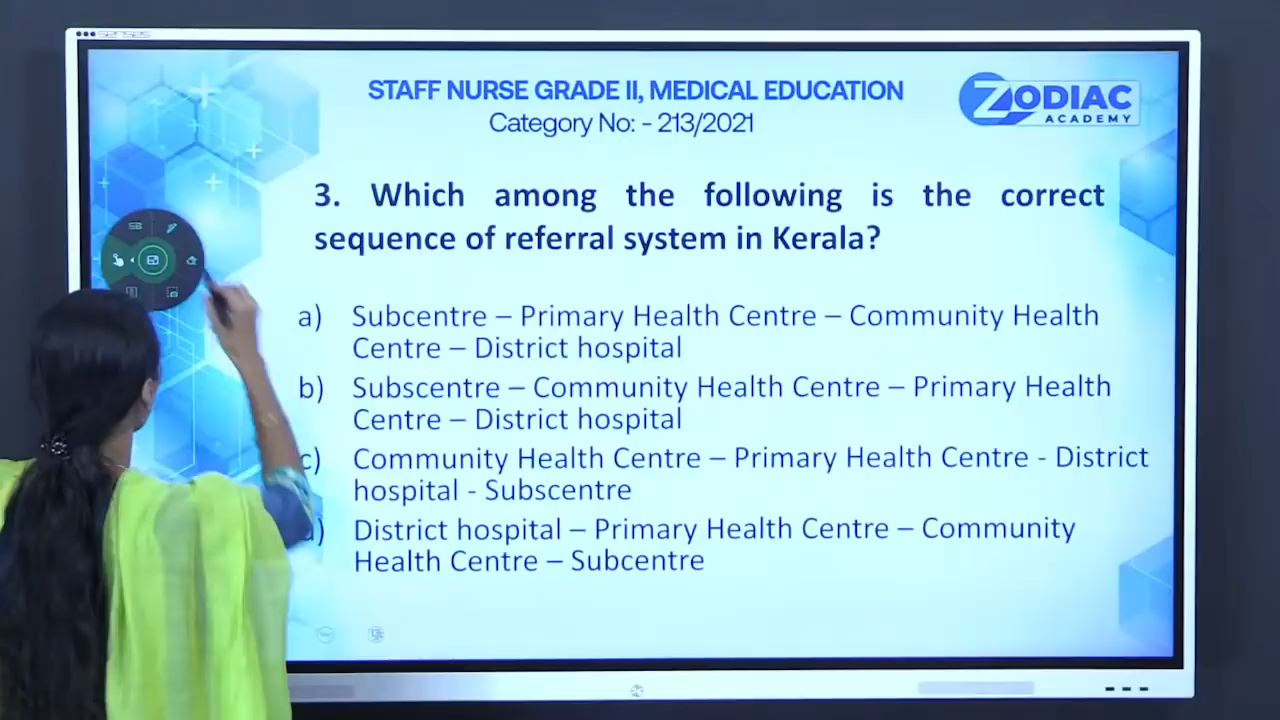 STAFF NURSE GRADE II, MEDICAL EDUCATION
Category No: - 213/2021
ZODIAC
ACADEMY
3. Which among the following is the correct
sequence of referral system in Kerala?
a) Subcentre – Primary Health Centre – Community Health
Centre – District hospital
b) Subscentre – Community Health Centre – Primary Health
Centre – District hospital
c) Community Health Centre – Primary Health Centre - District
hospital - Subscentre
d) District hospital – Primary Health Centre – Community
Health Centre – Subcentre